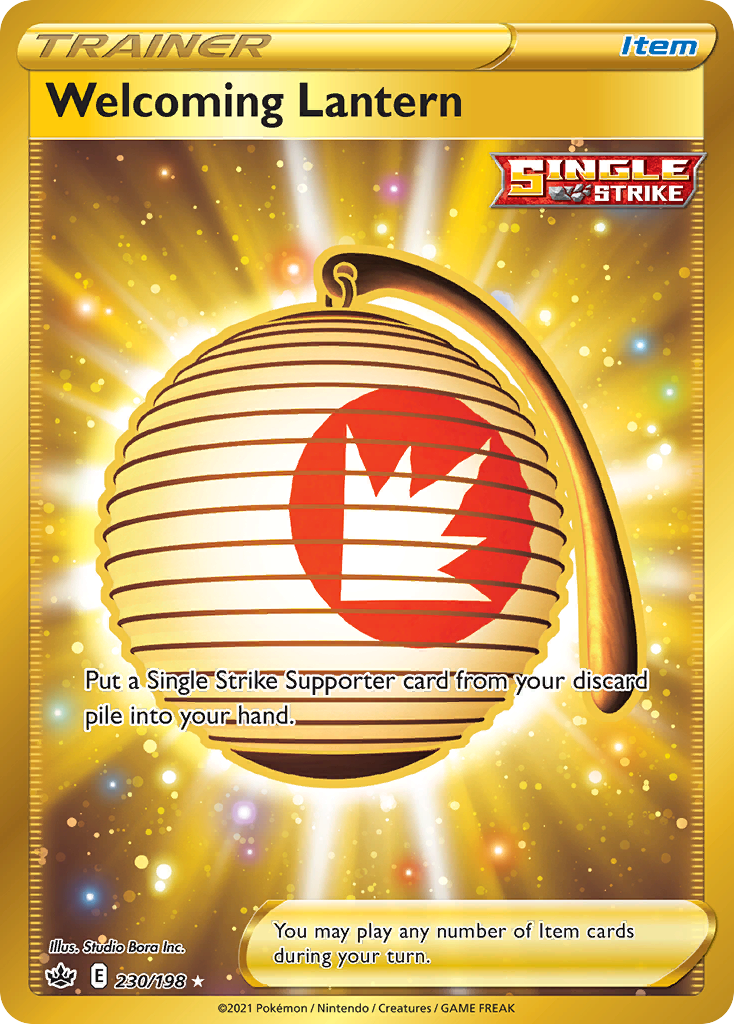 TRAINER
Item
Welcoming Lantern
SINGLE
STRIKE
Put a Single Strike Supporter card from your discard
pile into your hand.
You may play any number of Item cards
during your turn.
Illus. Studio Bora Inc.
E 230/198 ★
©2021 Pokémon / Nintendo / Creatures / GAME FREAK